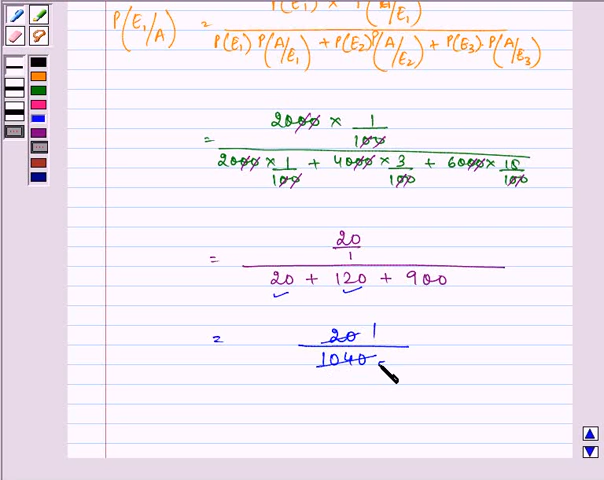 P(E₁) × P(A/E₁)
P(E₁/A) =
P(E₁) P(A/E₁) + P(E₂) P(A/E₂) + P(E₃) P(A/E₃)
2000 × 1/100
=
2000 × 1/100 + 4000 × 3/100 + 6000 × 10/100
20
1
=
20 + 120 + 900
= 20 1
1040